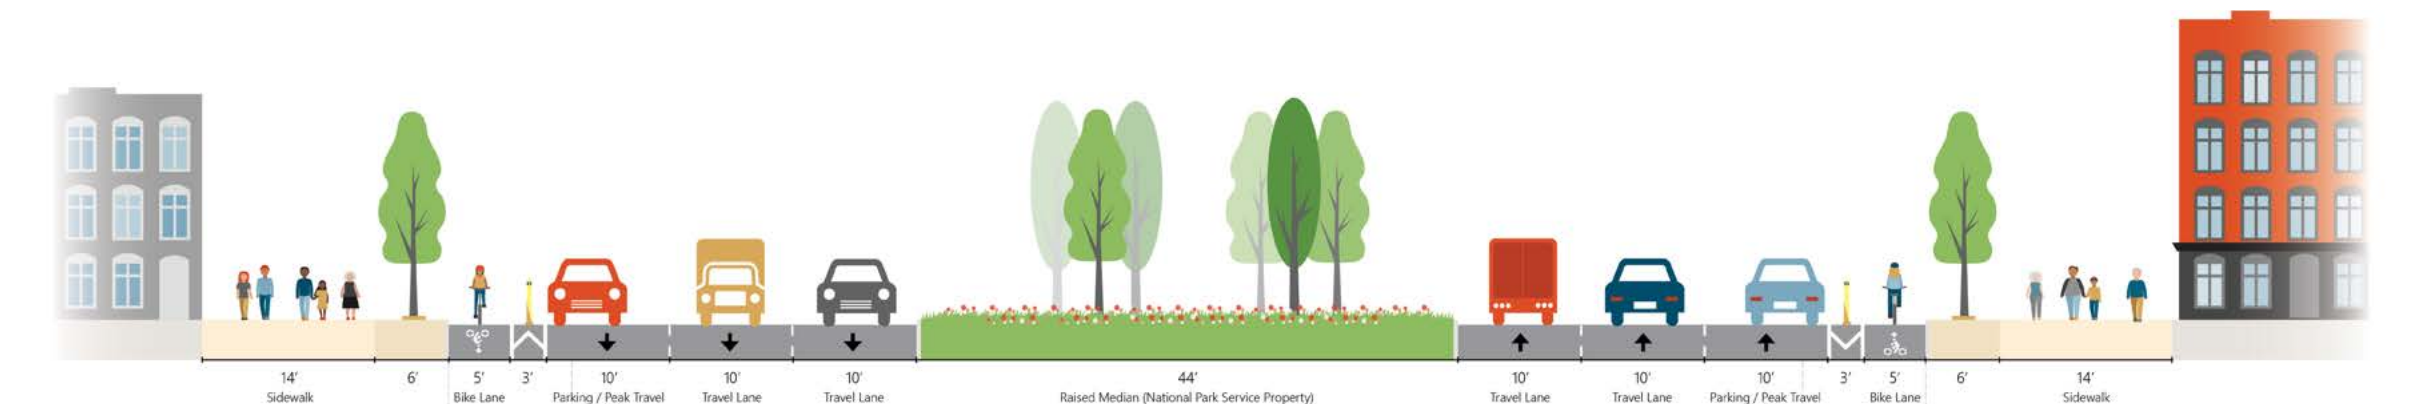 14' 6' 5' 3' 10' 10' 10' 44' 10' 10' 10' 3' 5' 6' 14'
Sidewalk Bike Lane Parking / Peak Travel Travel Lane Travel Lane Raised Median (National Park Service Property) Travel Lane Travel Lane Parking / Peak Travel Bike Lane Sidewalk